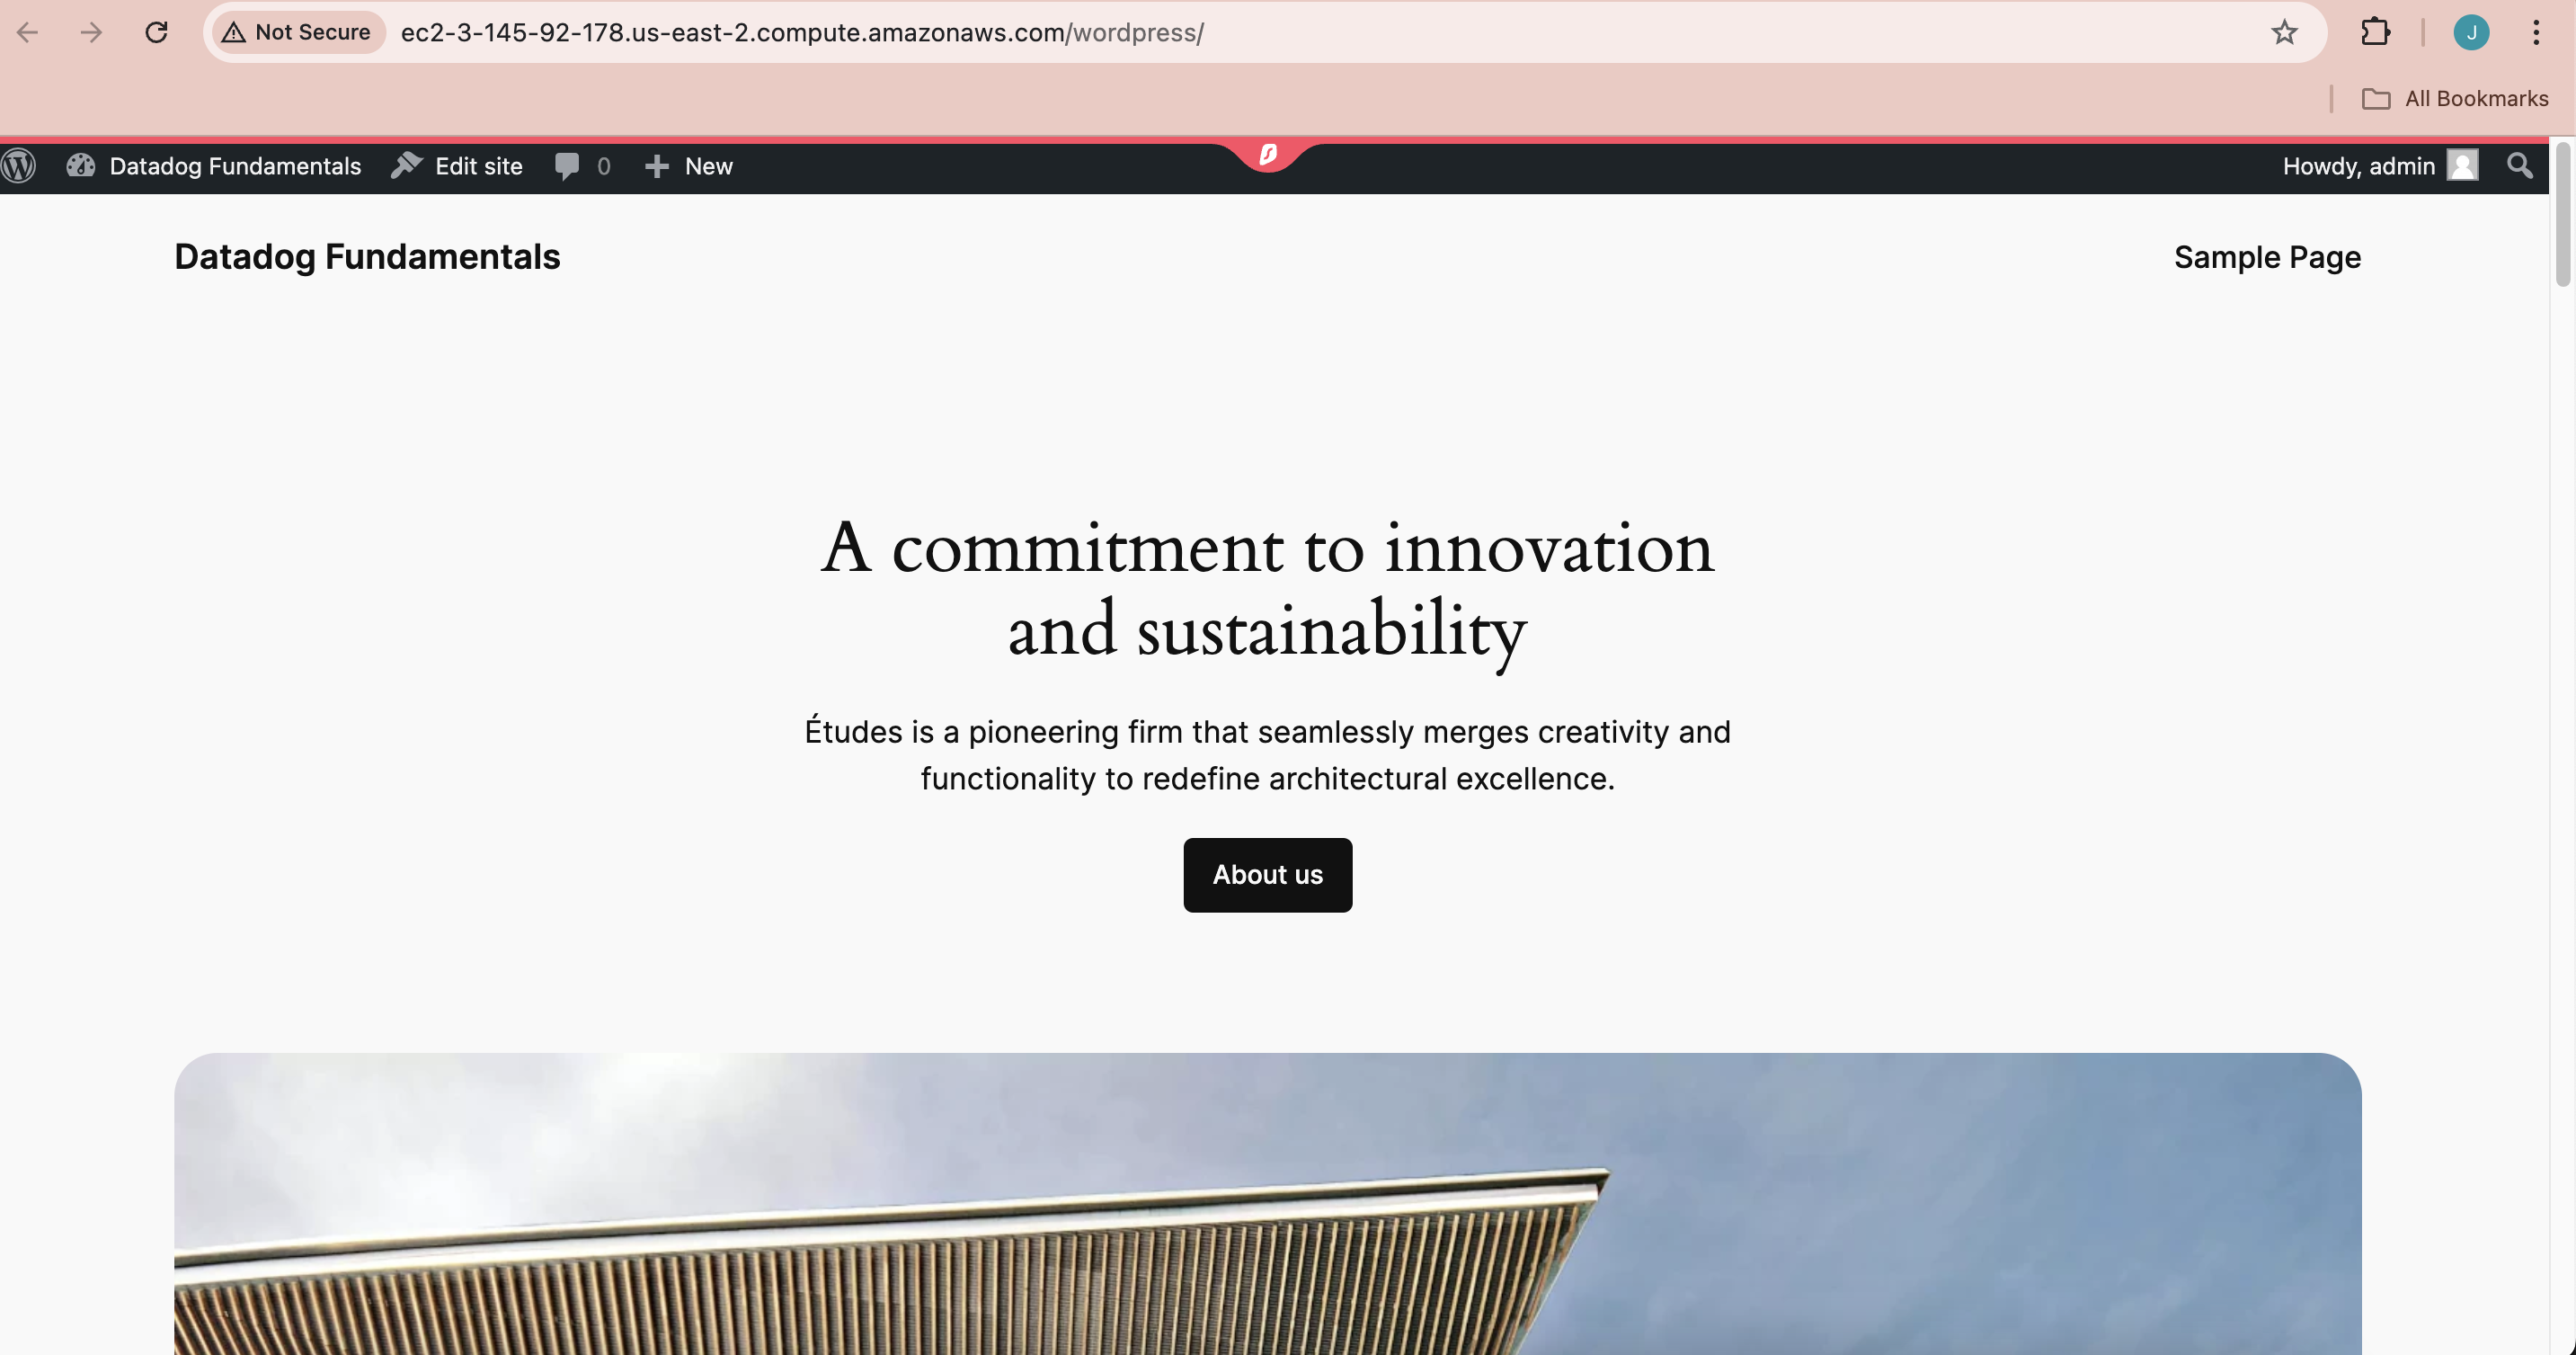 Not Secure ec2-3-145-92-178.us-east-2.compute.amazonaws.com/wordpress/ J
All Bookmarks
Datadog Fundamentals Edit site 0 New Howdy, admin
Datadog Fundamentals Sample Page
A commitment to innovation
and sustainability
Études is a pioneering firm that seamlessly merges creativity and
functionality to redefine architectural excellence.
About us